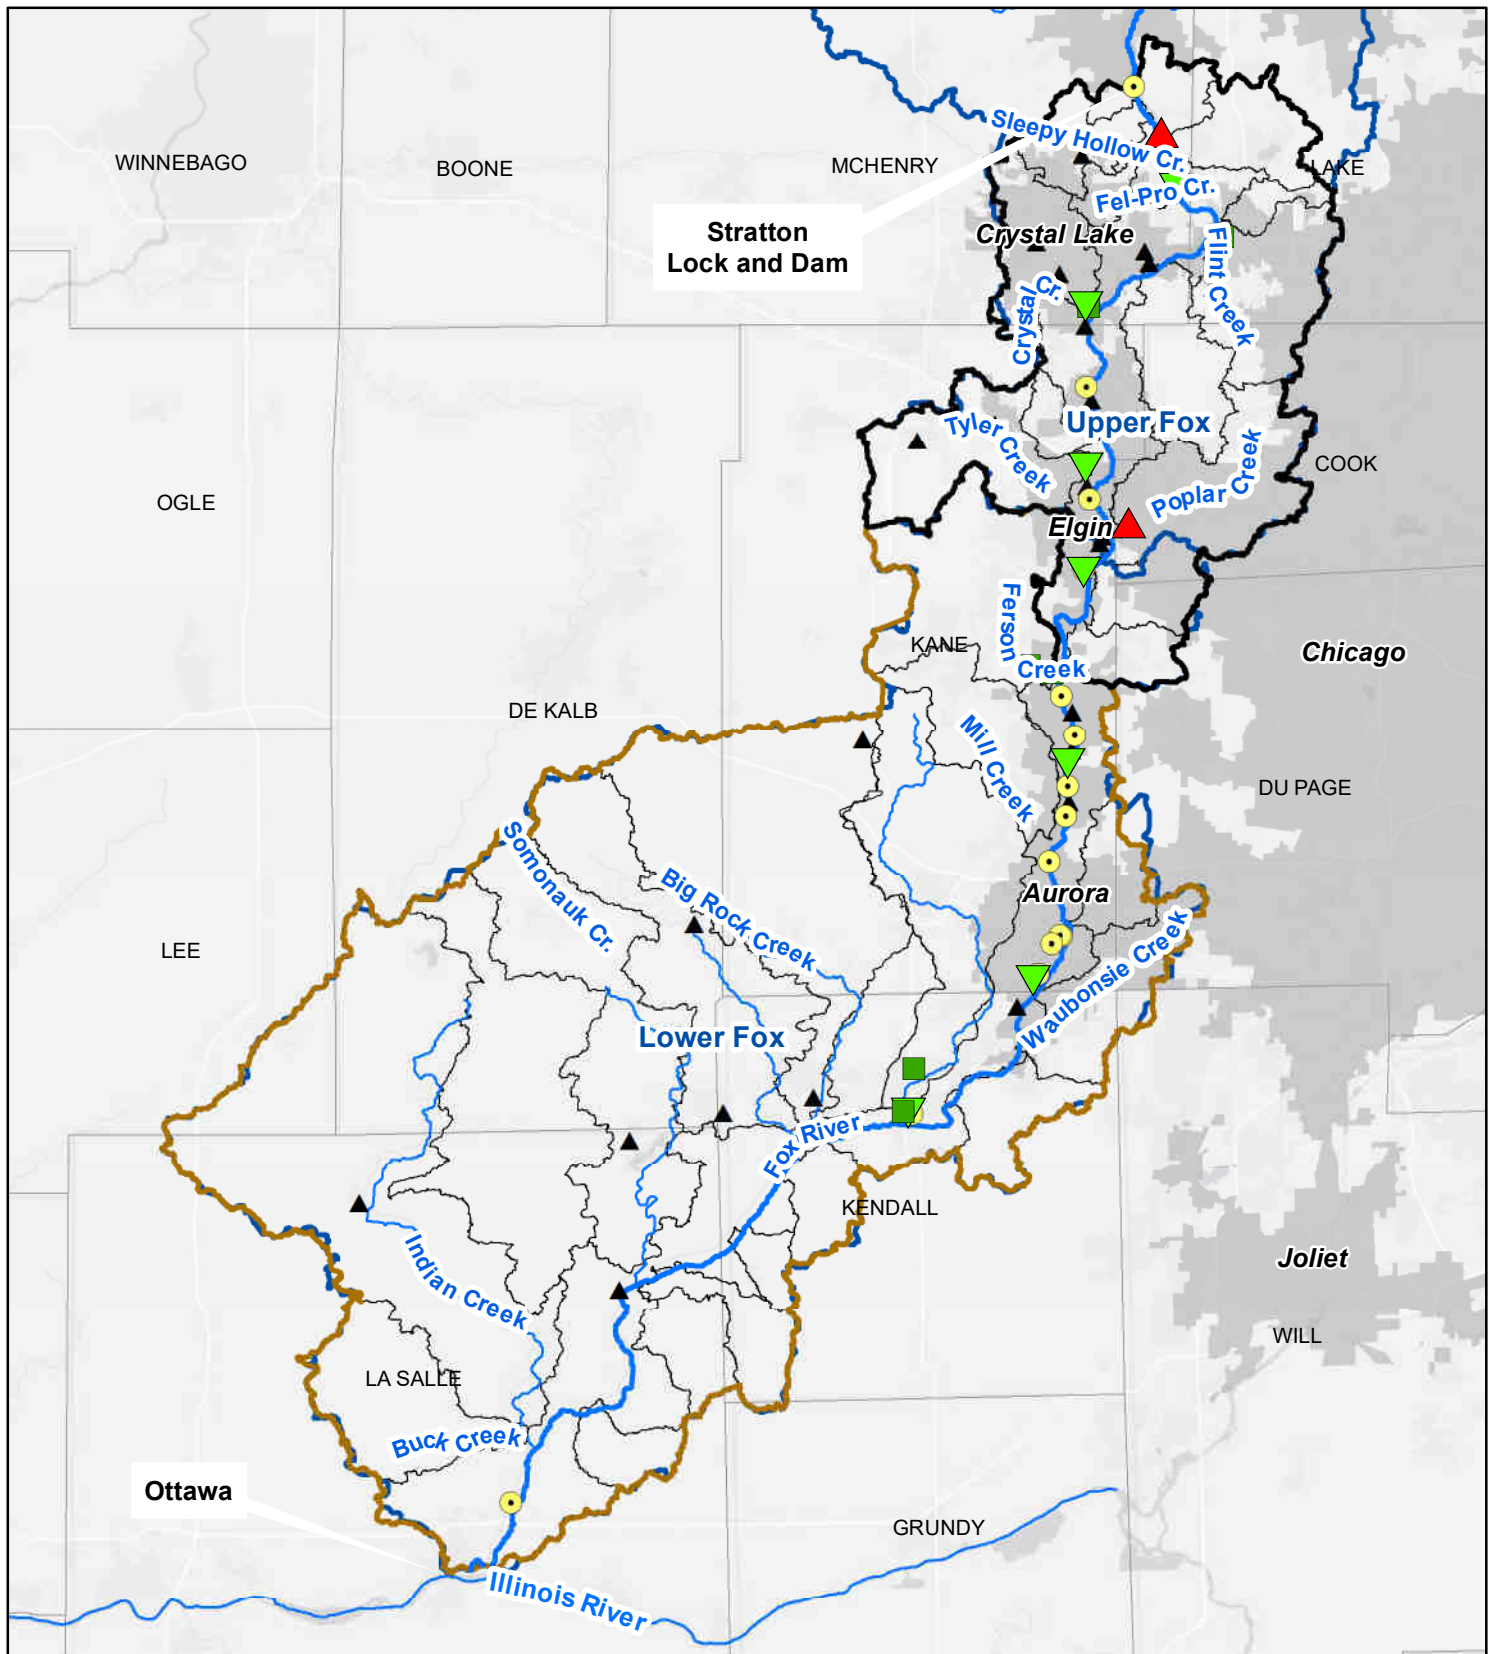 Sleepy Hollow Cr.
WINNEBAGO
BOONE
MCHENRY
LAKE
Fel-Pro Cr.
Stratton
Lock and Dam
Crystal Lake
Flint Creek
Crystal Cr.
Upper Fox
Tyler Creek
Poplar Creek
COOK
OGLE
Elgin
Ferson
Creek
KANE
Chicago
DE KALB
Mill Creek
DU PAGE
Somonauk Cr.
Big Rock Creek
Aurora
LEE
Waubonsie Creek
Lower Fox
Fox River
KENDALL
Indian Creek
Joliet
WILL
LA SALLE
Buck Creek
Ottawa
GRUNDY
Illinois River